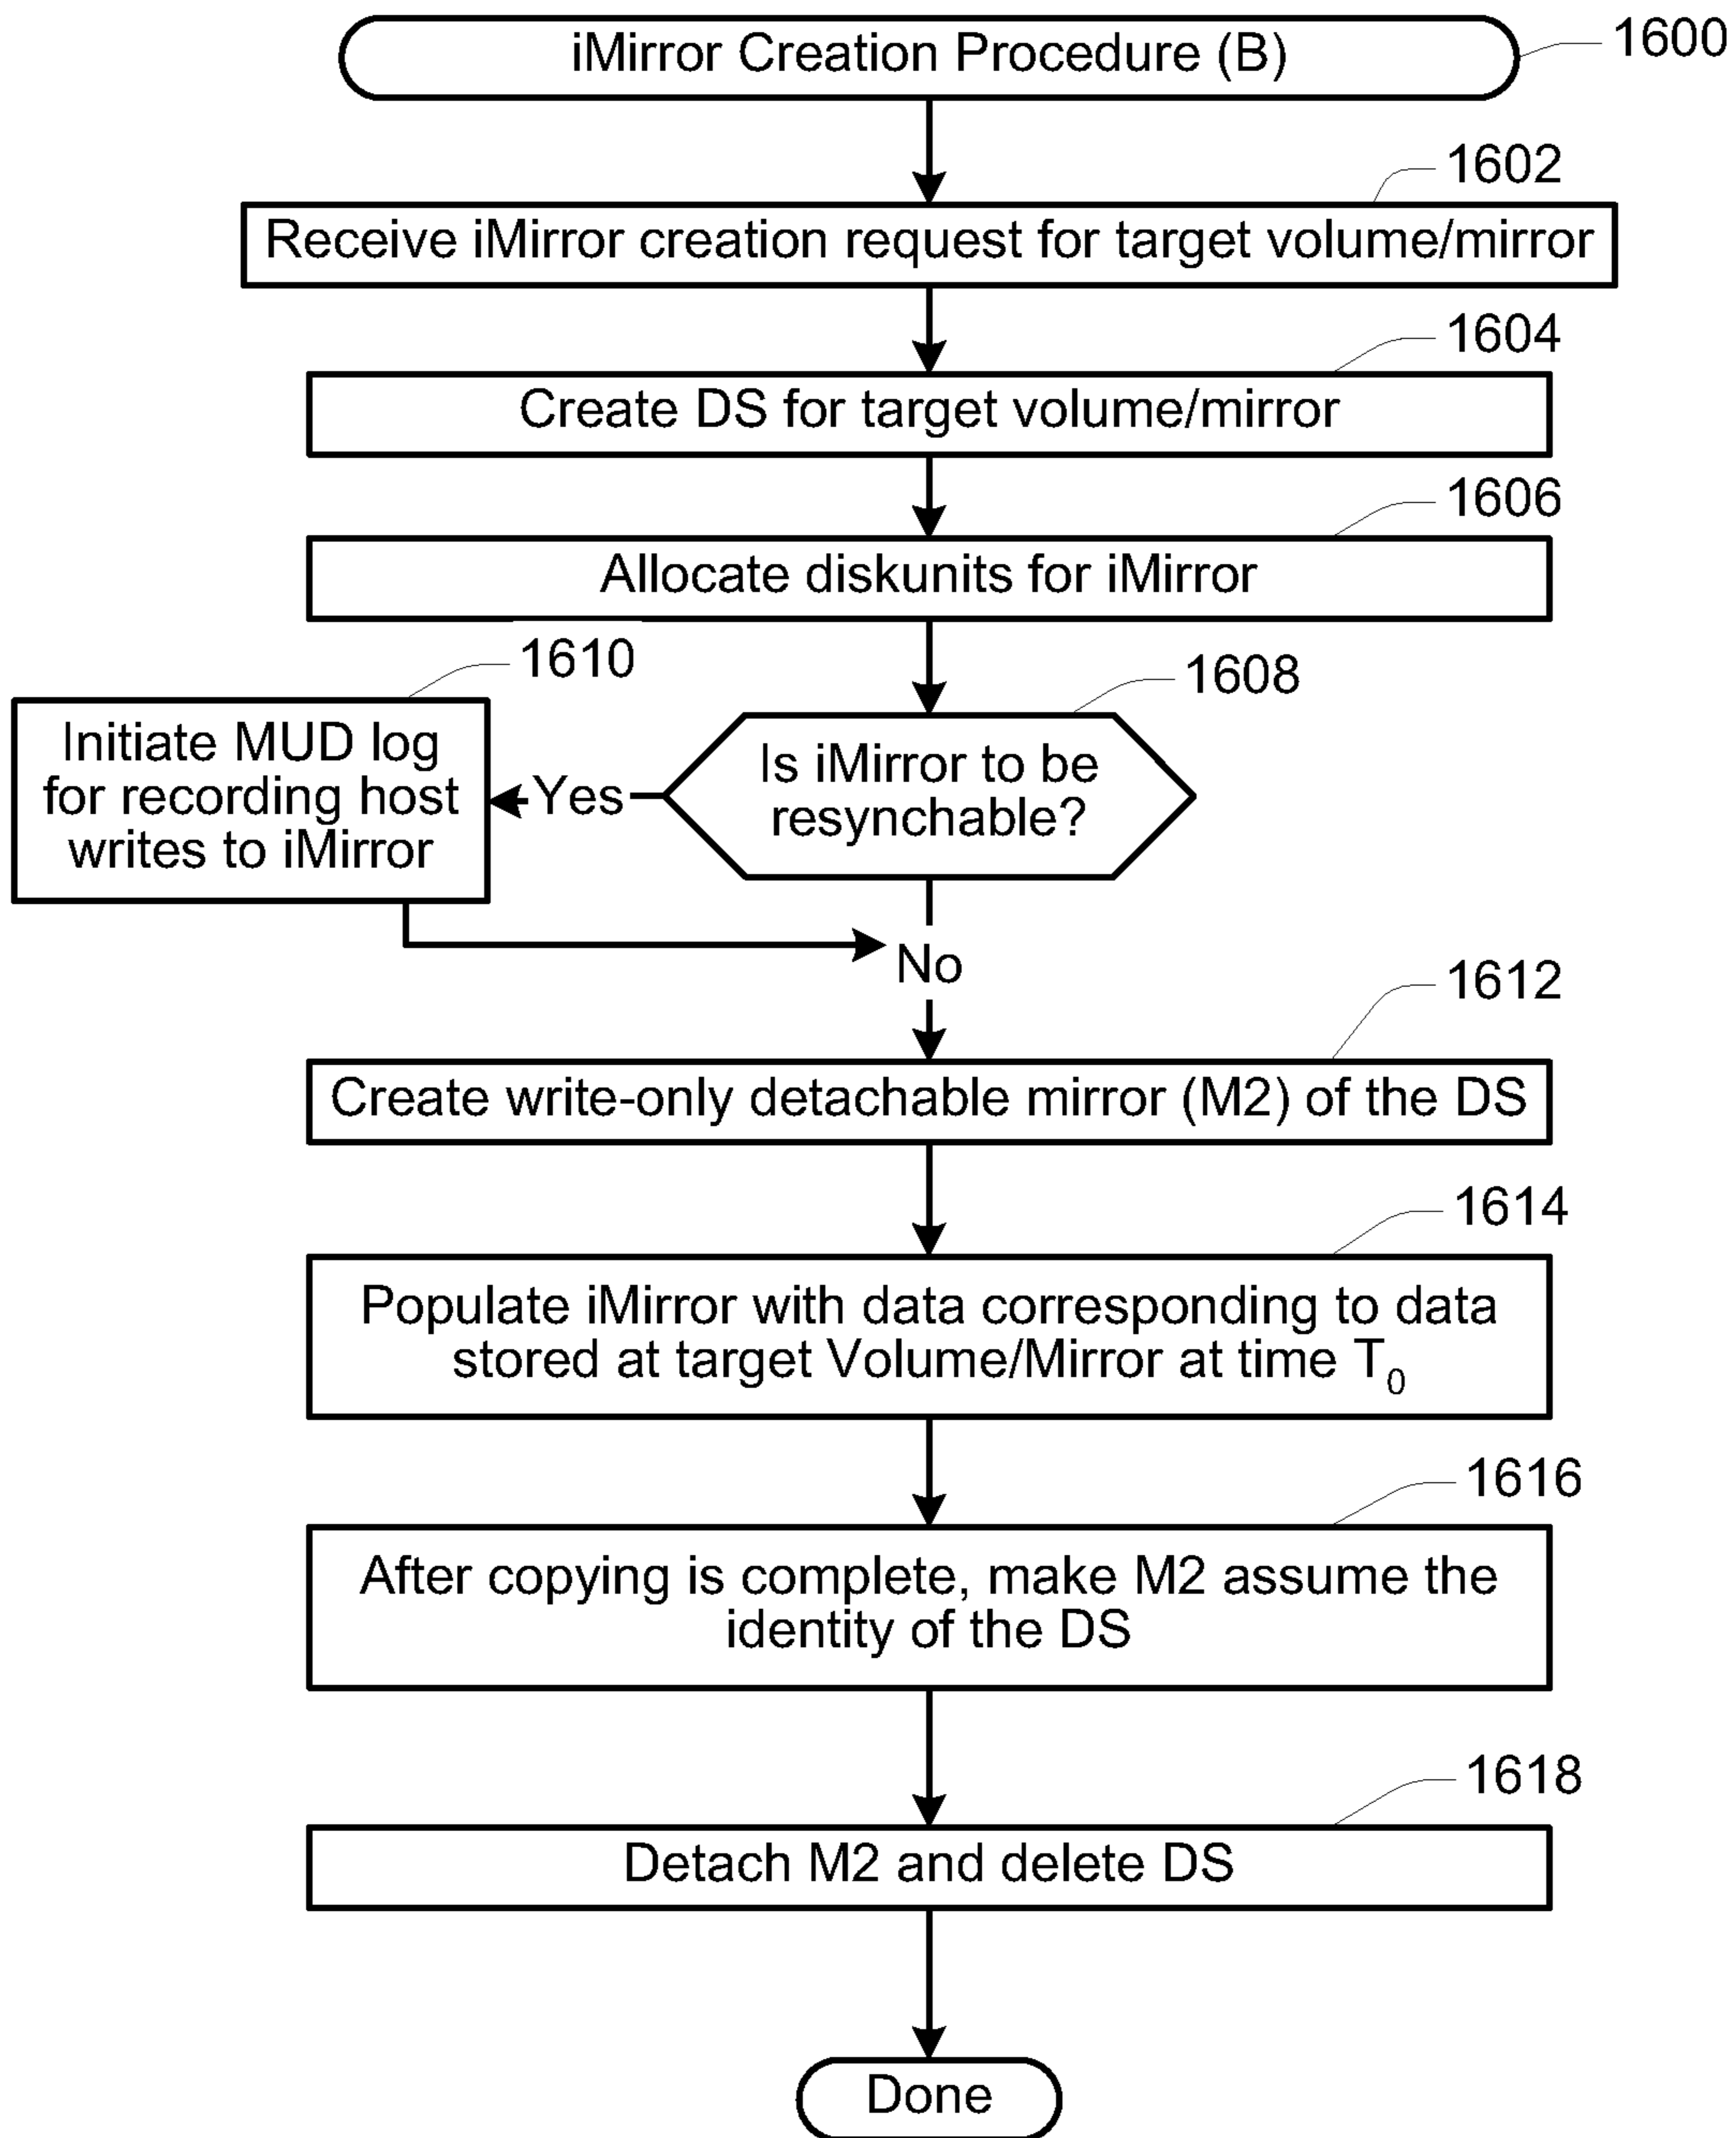 iMirror Creation Procedure (B)
1600
1602
Receive iMirror creation request for target volume/mirror
1604
Create DS for target volume/mirror
1606
Allocate diskunits for iMirror
1610
1608
Initiate MUD log
for recording host
writes to iMirror
Yes
Is iMirror to be
resynchable?
No
1612
Create write-only detachable mirror (M2) of the DS
1614
Populate iMirror with data corresponding to data
stored at target Volume/Mirror at time T0
1616
After copying is complete, make M2 assume the
identity of the DS
1618
Detach M2 and delete DS
Done